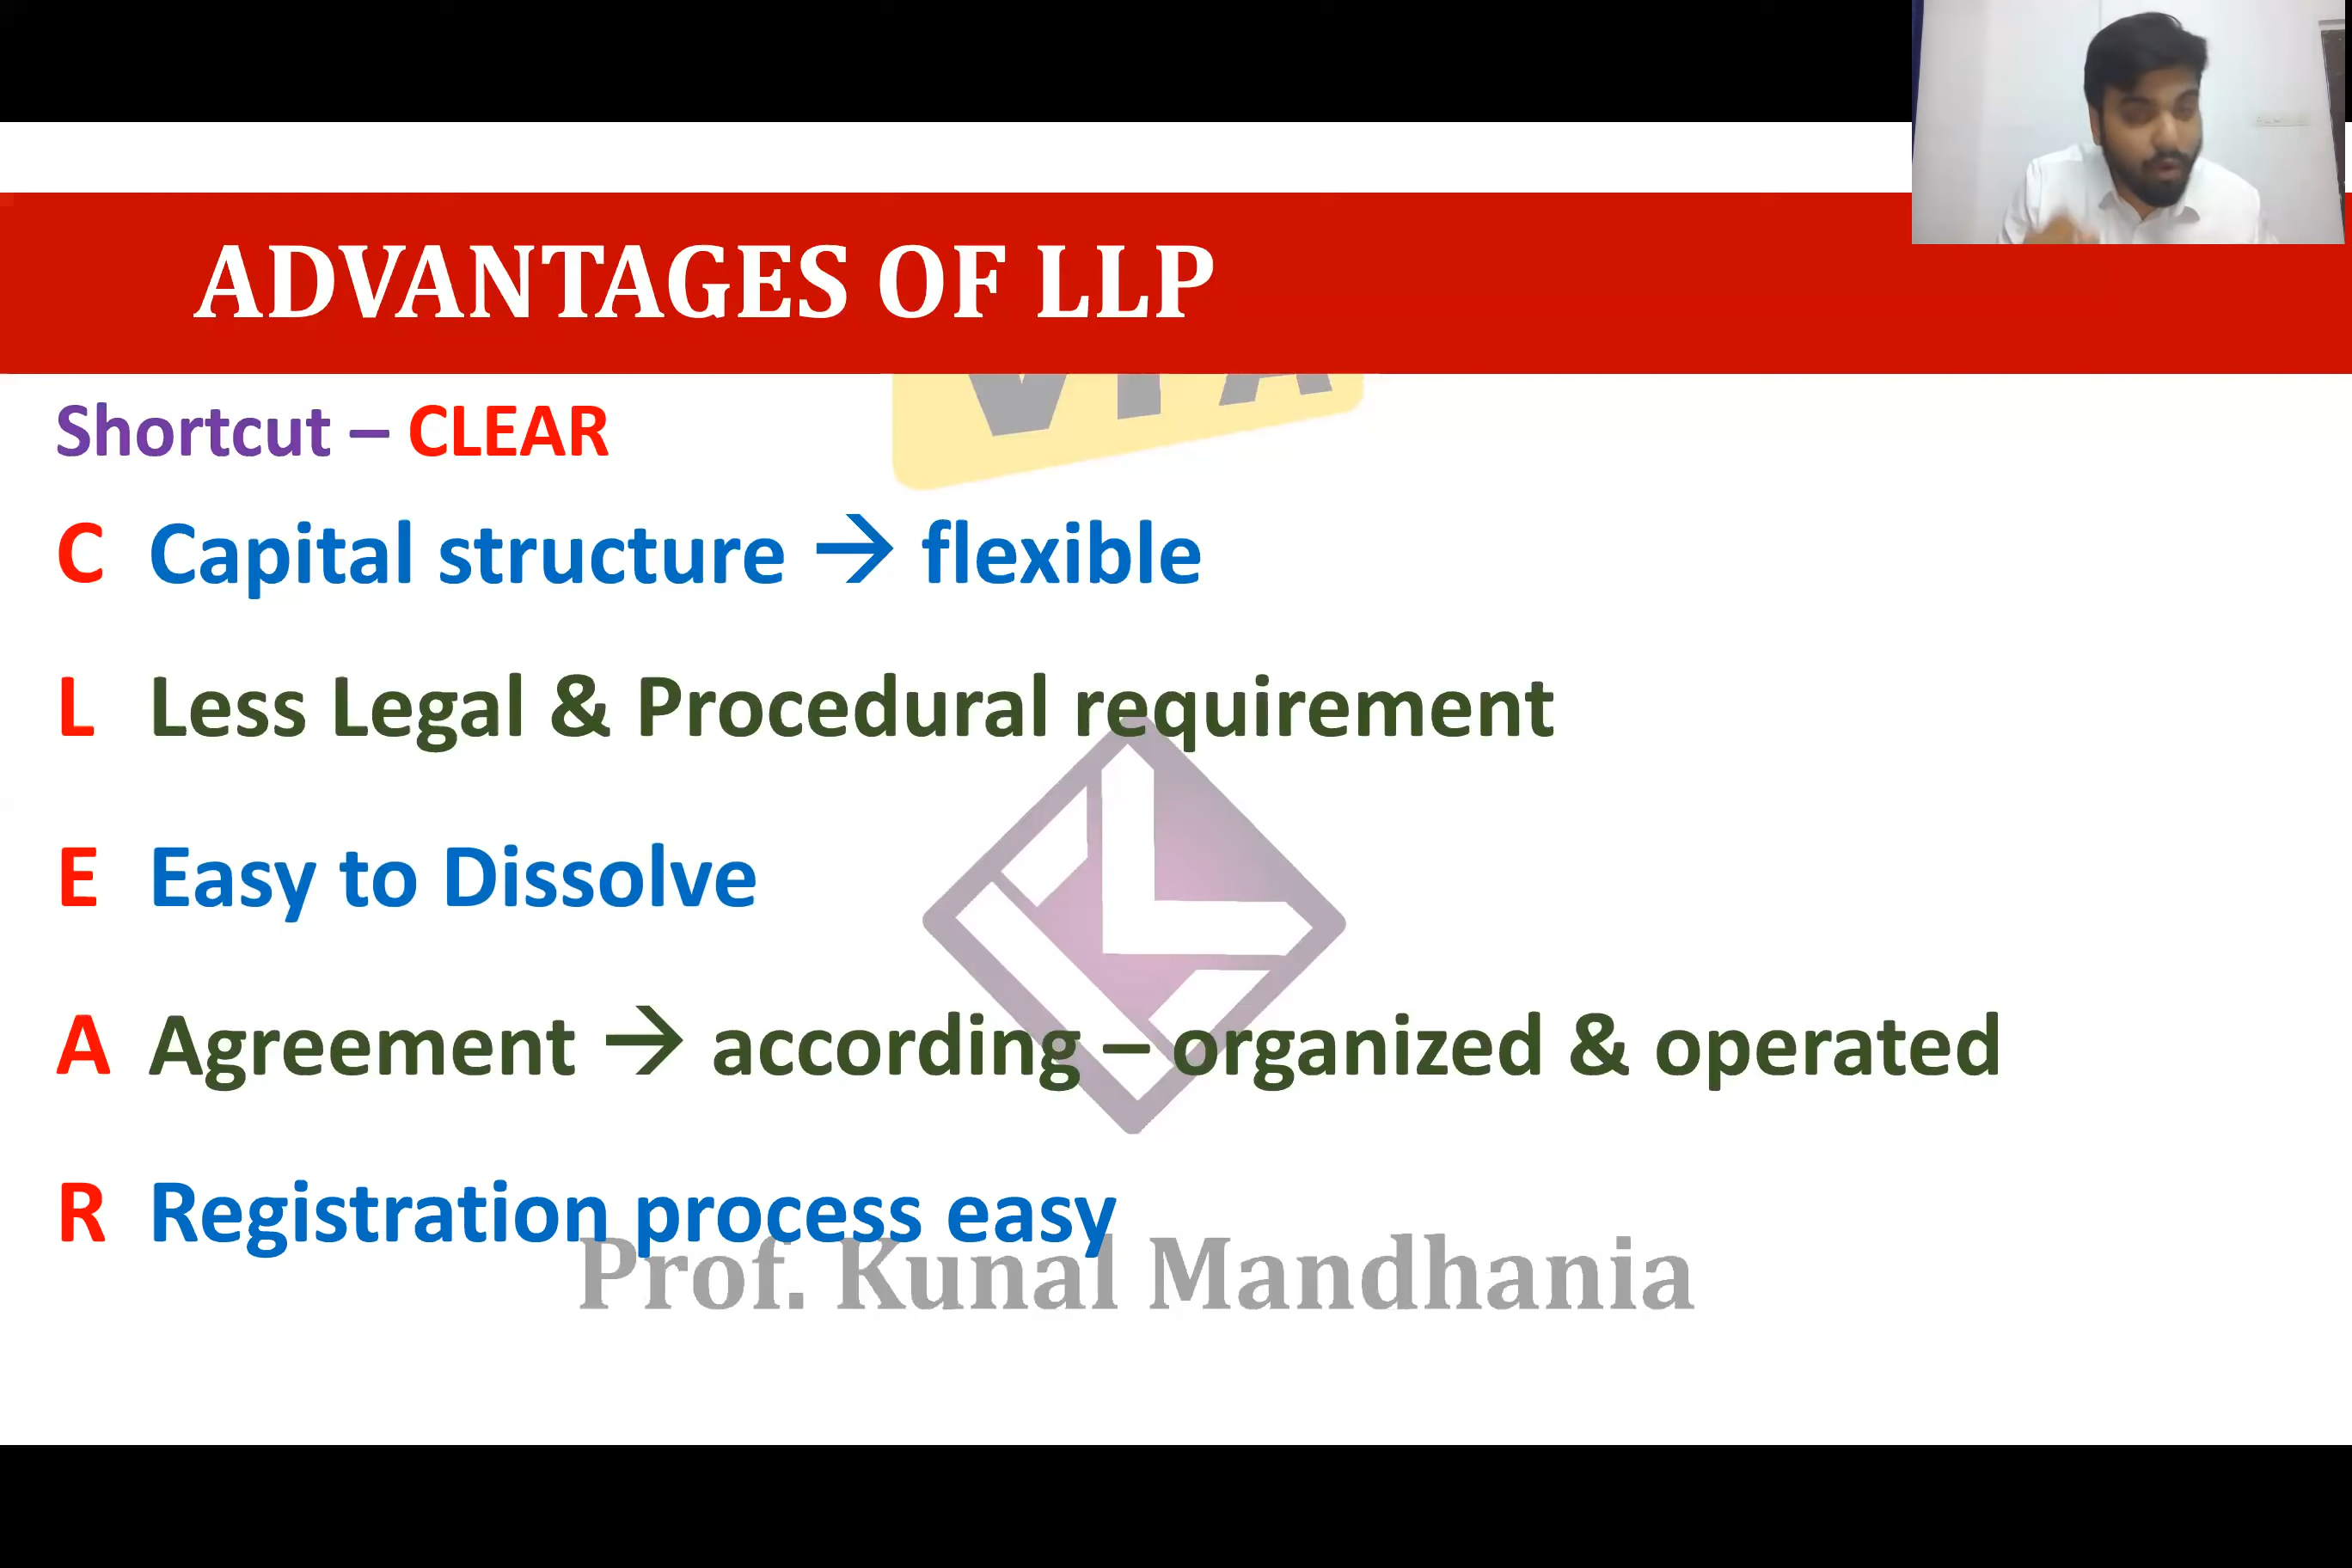 ADVANTAGES OF LLP
Shortcut – CLEAR
C Capital structure → flexible
L Less Legal & Procedural requirement
E Easy to Dissolve
A Agreement → according – organized & operated
R Registration process easy
Prof. Kunal Mandhania